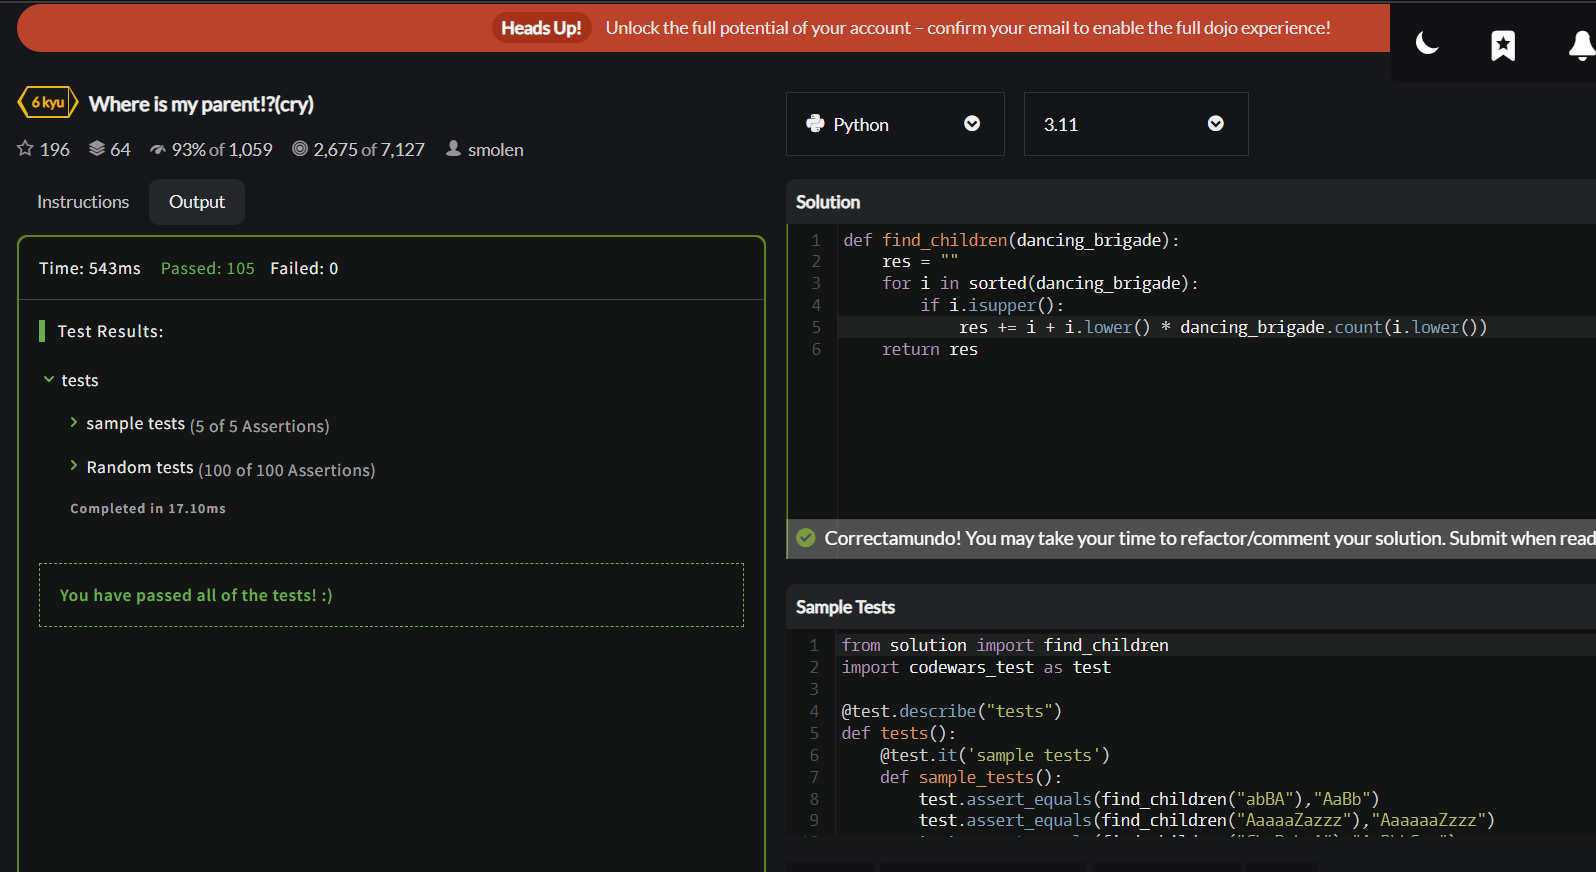 Heads Up! Unlock the full potential of your account – confirm your email to enable the full dojo experience!
6 kyu Where is my parent!?(cry)
196 64 93% of 1,059 2,675 of 7,127 smolen
Instructions Output
Time: 543ms Passed: 105 Failed: 0
Test Results:
tests
sample tests (5 of 5 Assertions)
Random tests (100 of 100 Assertions)
Completed in 17.10ms
You have passed all of the tests! :)
Python 3.11
Solution
1 def find_children(dancing_brigade):
2 res = ""
3 for i in sorted(dancing_brigade):
4 if i.isupper():
5 res += i + i.lower() * dancing_brigade.count(i.lower())
6 return res
Correctamundo! You may take your time to refactor/comment your solution. Submit when read
Sample Tests
1 from solution import find_children
2 import codewars_test as test
3
4 @test.describe("tests")
5 def tests():
6 @test.it('sample tests')
7 def sample_tests():
8 test.assert_equals(find_children("abBA"),"AaBb")
9 test.assert_equals(find_children("AaaaaZazzz"),"AaaaaaZzzz")